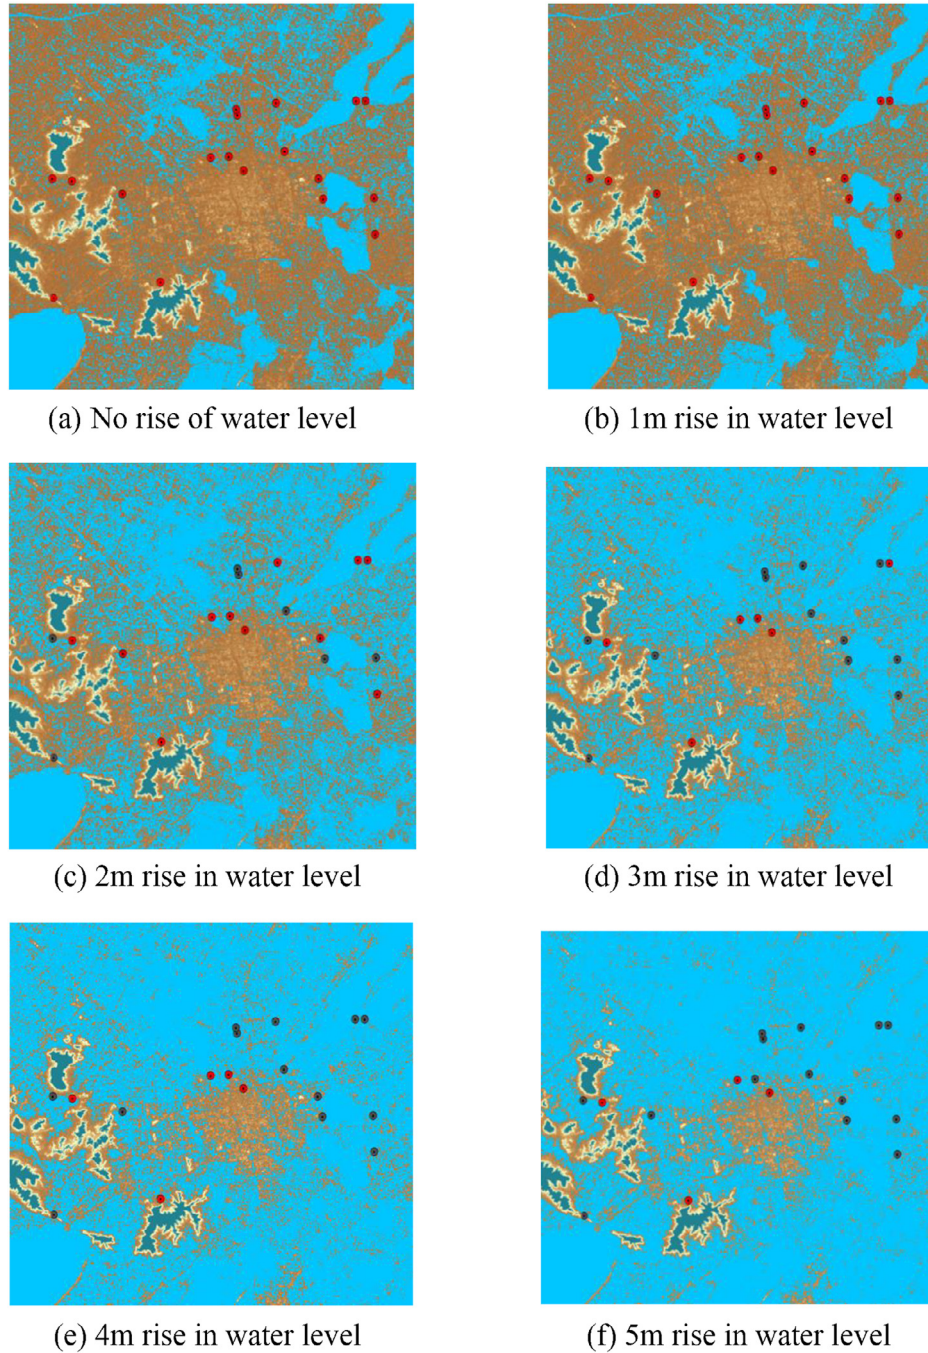 (a) No rise of water level
(b) 1m rise in water level
(c) 2m rise in water level
(d) 3m rise in water level
(e) 4m rise in water level
(f) 5m rise in water level